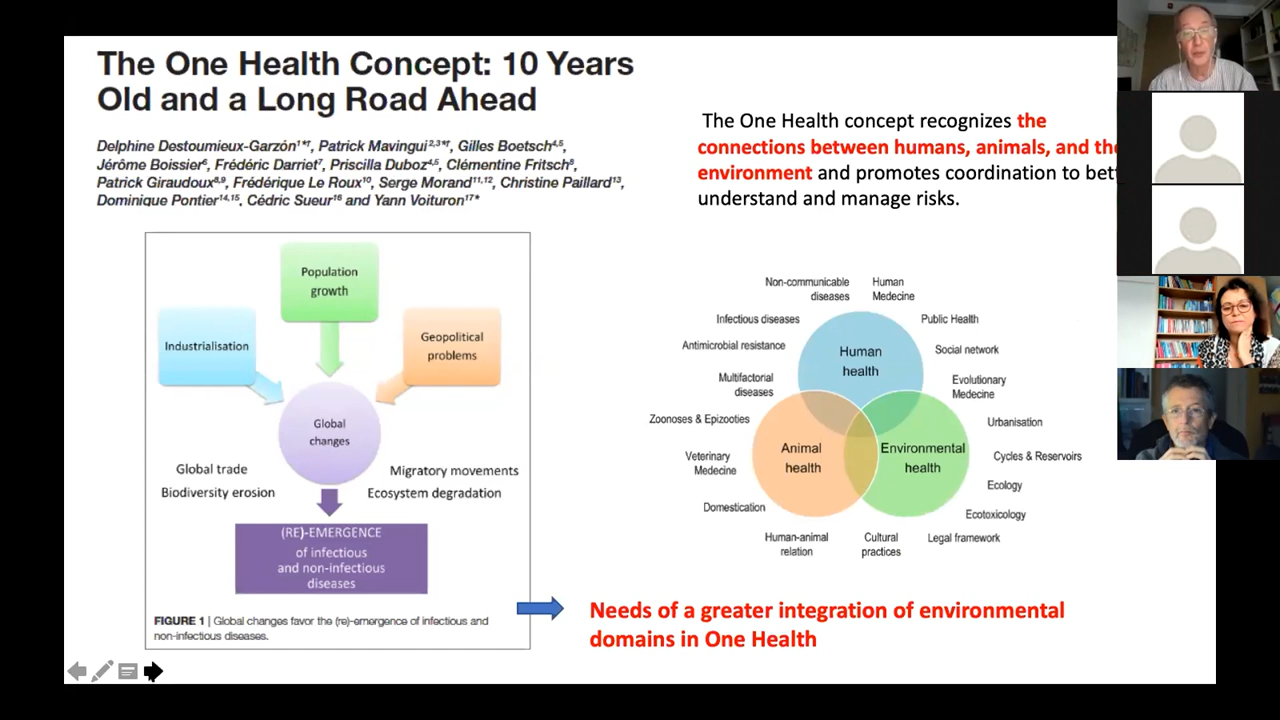 The One Health Concept: 10 Years
Old and a Long Road Ahead
Delphine Destoumieux-Garzón1*†, Patrick Mavingui2,3*†, Gilles Boetsch4,5,
Jérôme Boissier6, Frédéric Darriet7, Priscilla Duboz4,5, Clémentine Fritsch8,
Patrick Giraudoux8,9, Frédérique Le Roux10, Serge Morand11,12, Christine Paillard13,
Dominique Pontier14,15, Cédric Sueur16 and Yann Voituron17*
Population
growth
Industrialisation
Geopolitical
problems
Global
changes
Global trade
Biodiversity erosion
Migratory movements
Ecosystem degradation
(RE)-EMERGENCE
of infectious
and non-infectious
diseases
FIGURE 1 | Global changes favor the (re)-emergence of infectious and
non-infectious diseases.
The One Health concept recognizes the
connections between humans, animals, and the
environment and promotes coordination to bet
understand and manage risks.
Non-communicable
diseases
Human
Medecine
Infectious diseases
Public Health
Antimicrobial resistance
Social network
Multifactorial
diseases
Evolutionary
Medecine
Zoonoses & Epizooties
Urbanisation
Veterinary
Medecine
Cycles & Reservoirs
Ecology
Domestication
Ecotoxicology
Human-animal
relation
Cultural
practices
Legal framework
Human
health
Animal
health
Environmental
health
Needs of a greater integration of environmental
domains in One Health